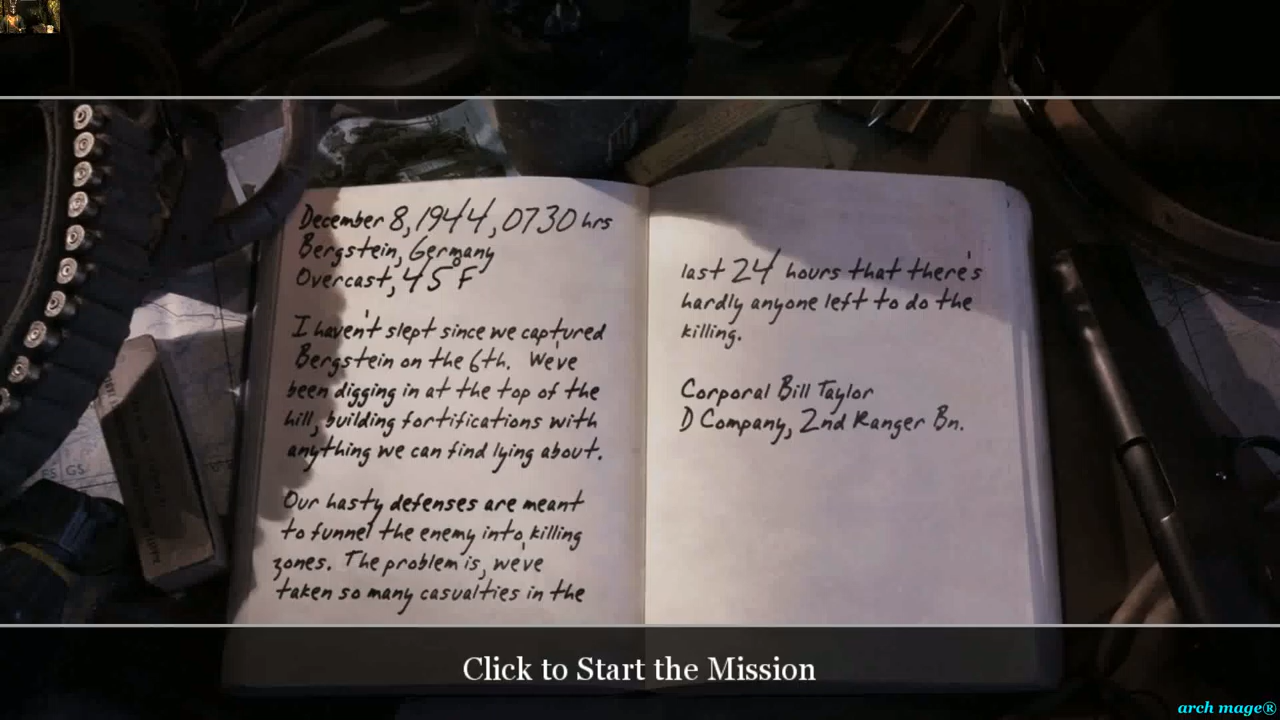 December 8, 1944, 0730 hrs
Bergstein, Germany
Overcast, 45°F
I haven't slept since we captured
Bergstein on the 6th. We've
been digging in at the top of the
hill, building fortifications with
anything we can find lying about.
Our hasty defenses are meant
to funnel the enemy into killing
zones. The problem is, we've
taken so many casualties in the
last 24 hours that there's
hardly anyone left to do the
killing.
Corporal Bill Taylor
D Company, 2nd Ranger Bn.
Click to Start the Mission
arch mage®